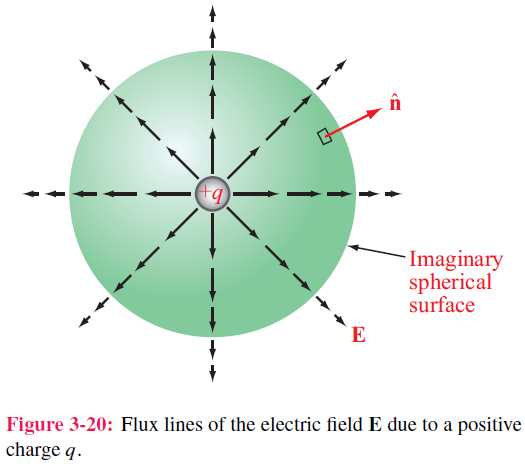 n̂
+q
Imaginary
spherical
surface
E
Figure 3-20: Flux lines of the electric field E due to a positive
charge q.